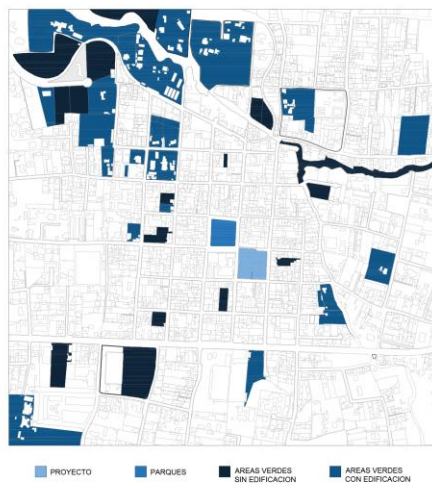 PROYECTO
PARQUES
AREAS VERDES
SIN EDIFICACION
AREAS VERDES
CON EDIFICACION